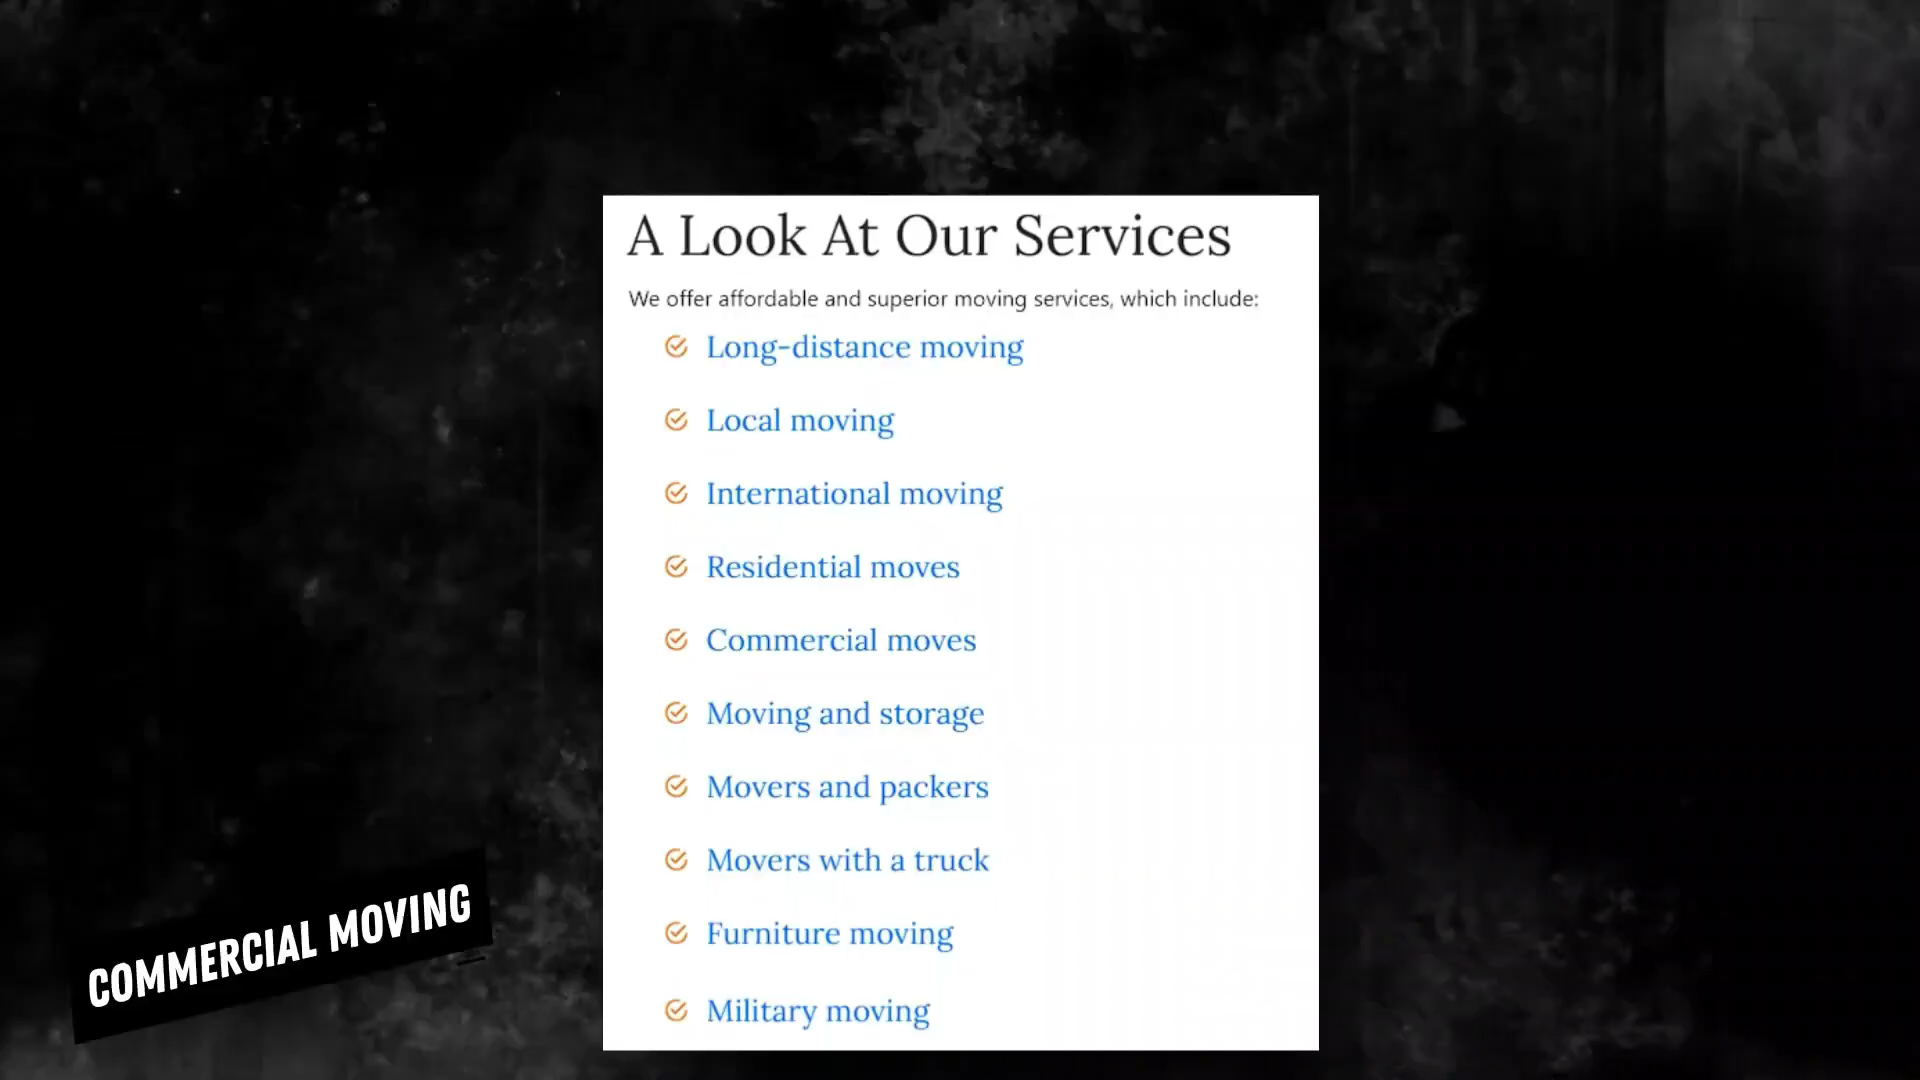 A Look At Our Services
We offer affordable and superior moving services, which include:
Long-distance moving
Local moving
International moving
Residential moves
Commercial moves
Moving and storage
Movers and packers
Movers with a truck
Furniture moving
Military moving
COMMERCIAL MOVING